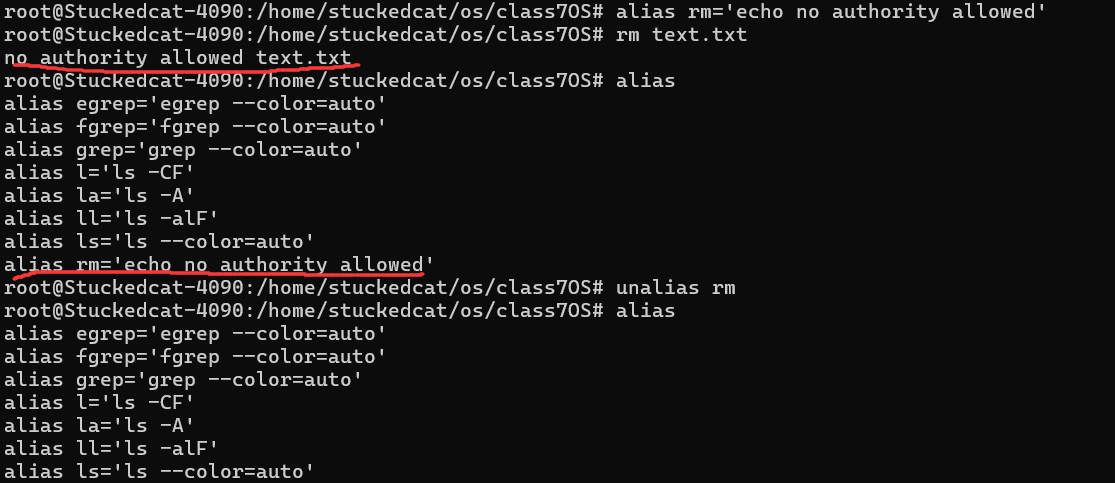 root@Stuckedcat-4090:/home/stuckedcat/os/class7OS# alias rm='echo no authority allowed'
root@Stuckedcat-4090:/home/stuckedcat/os/class7OS# rm text.txt
no authority allowed text.txt
root@Stuckedcat-4090:/home/stuckedcat/os/class7OS# alias
alias egrep='egrep --color=auto'
alias fgrep='fgrep --color=auto'
alias grep='grep --color=auto'
alias l='ls -CF'
alias la='ls -A'
alias ll='ls -alF'
alias ls='ls --color=auto'
alias rm='echo no authority allowed'
root@Stuckedcat-4090:/home/stuckedcat/os/class7OS# unalias rm
root@Stuckedcat-4090:/home/stuckedcat/os/class7OS# alias
alias egrep='egrep --color=auto'
alias fgrep='fgrep --color=auto'
alias grep='grep --color=auto'
alias l='ls -CF'
alias la='ls -A'
alias ll='ls -alF'
alias ls='ls --color=auto'